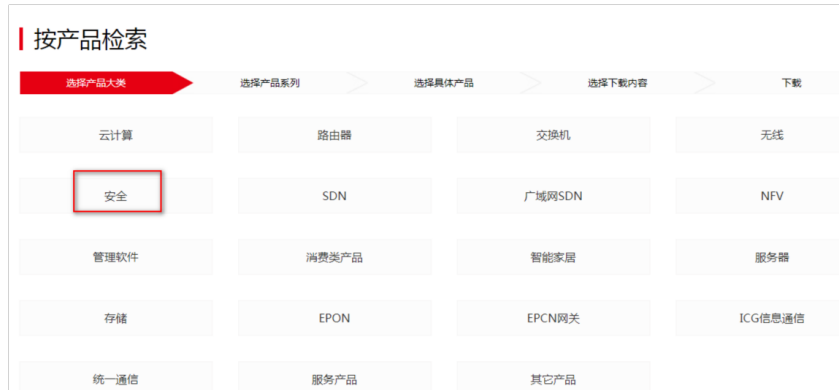 按产品检索
选择产品大类 选择产品系列 选择具体产品 选择下载内容 下载
云计算 路由器 交换机 无线
安全 SDN 广域网SDN NFV
管理软件 消费类产品 智能家居 服务器
存储 EPON EPCN网关 ICG信息通信
统一通信 服务产品 其它产品